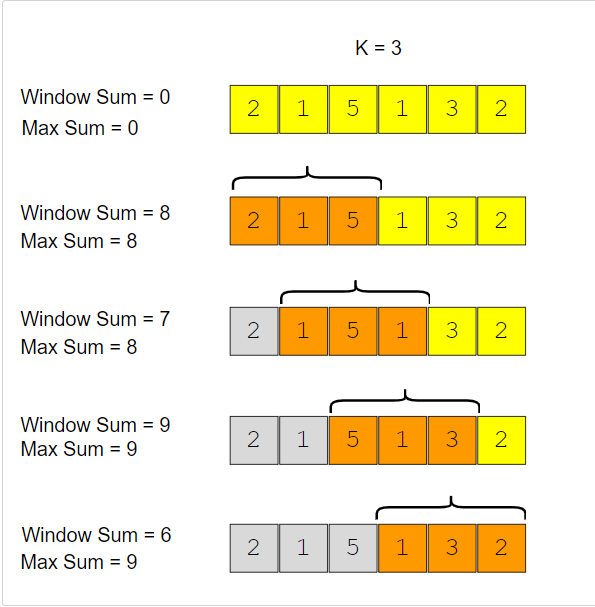 K = 3
Window Sum = 0
Max Sum = 0
2 1 5 1 3 2
Window Sum = 8
Max Sum = 8
2 1 5 1 3 2
Window Sum = 7
Max Sum = 8
2 1 5 1 3 2
Window Sum = 9
Max Sum = 9
2 1 5 1 3 2
Window Sum = 6
Max Sum = 9
2 1 5 1 3 2